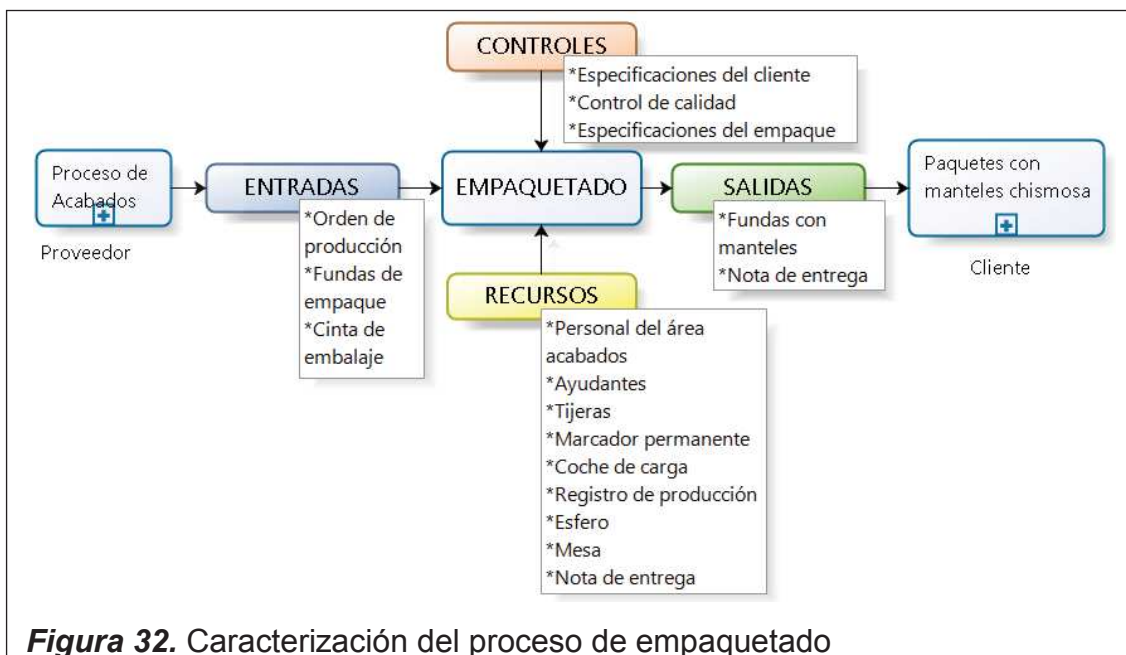 CONTROLES
*Especificaciones del cliente
*Control de calidad
*Especificaciones del empaque
Proceso de
Acabados
Proveedor
ENTRADAS
*Orden de
producción
*Fundas de
empaque
*Cinta de
embalaje
EMPAQUETADO
SALIDAS
*Fundas con
manteles
*Nota de entrega
Paquetes con
manteles chismosa
Cliente
RECURSOS
*Personal del área
acabados
*Ayudantes
*Tijeras
*Marcador permanente
*Coche de carga
*Registro de producción
*Esfero
*Mesa
*Nota de entrega
Figura 32. Caracterización del proceso de empaquetado